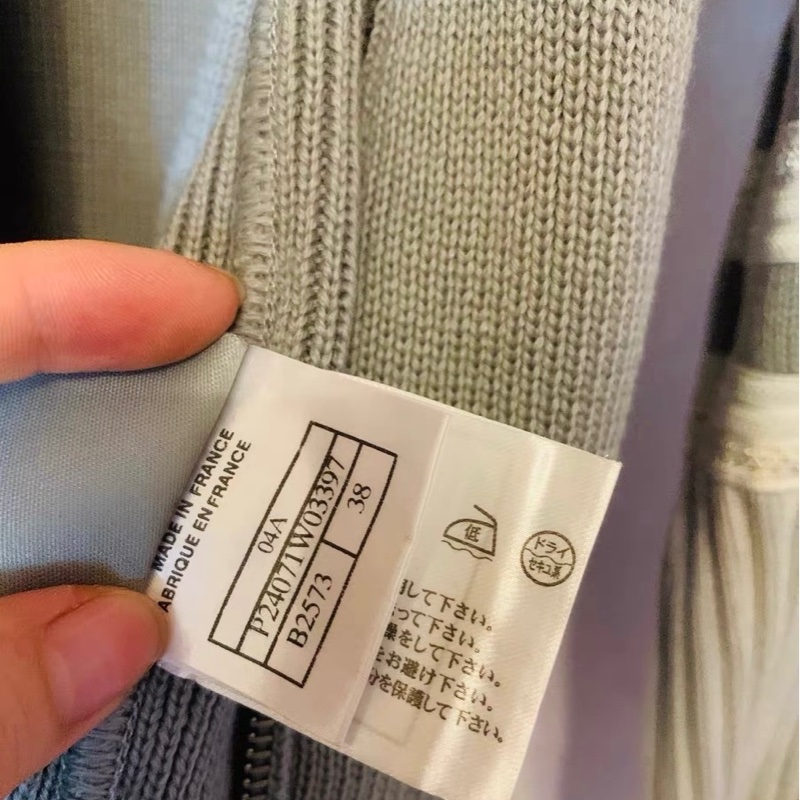 MADE IN FRANCE
ABRIQUE EN FRANCE
04A
P24071W03397
B2573
38
低
ドライ
セキユ系
して下さい。
って下さい。
燥をして下さい。
をお避け下さい。
分を保護して下さい。